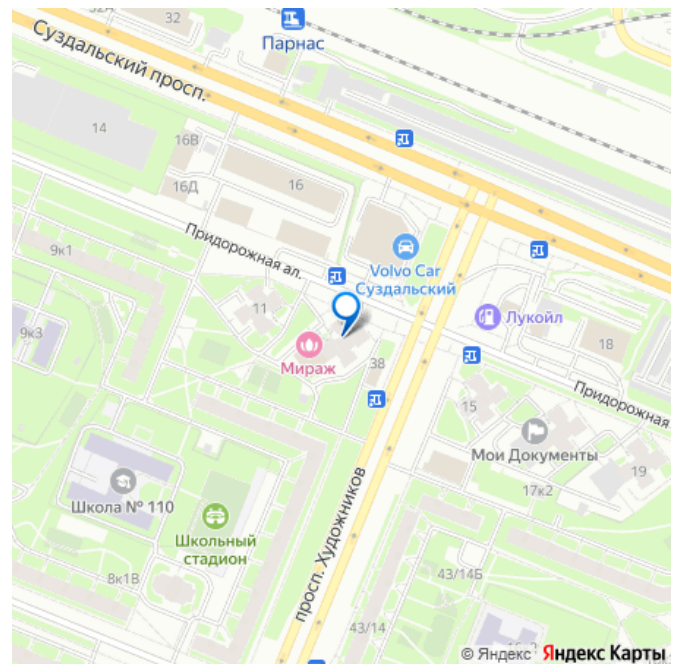 32А
32
Парнас
Суздальский просп.
14
16В
16Д
16
Придорожная ал.
9к1
Volvo Car
Суздальский
11
Лукойл
9к3
Мираж
38
18
Придорожная
15
Мои Документы
19
17к2
Школа № 110
просп. Художников
Школьный
стадион
8к1В
43/14Б
43/14
© Яндекс Яндекс Карты